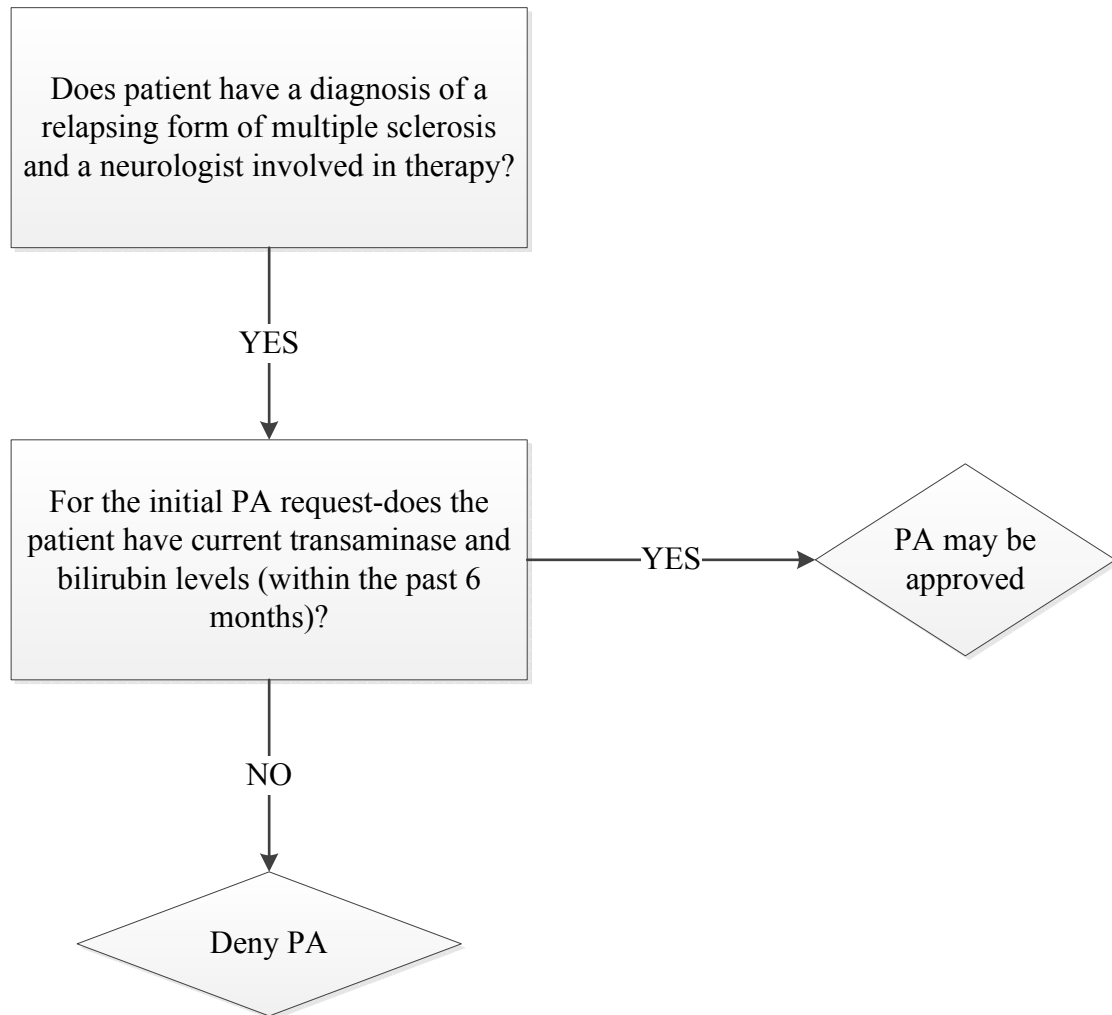 Does patient have a diagnosis of a
relapsing form of multiple sclerosis
and a neurologist involved in therapy?
YES
For the initial PA request-does the
patient have current transaminase and
bilirubin levels (within the past 6
months)?
YES
PA may be
approved
NO
Deny PA